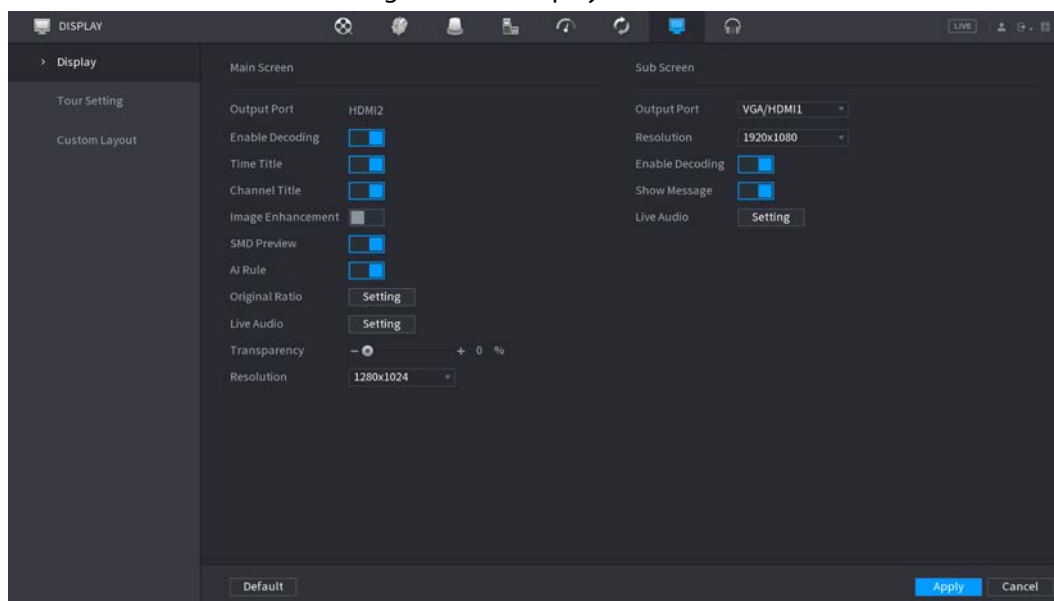 DISPLAY
LIVE
Display
Tour Setting
Custom Layout
Main Screen
Output Port HDMI2
Enable Decoding
Time Title
Channel Title
Image Enhancement
SMD Preview
AI Rule
Original Ratio Setting
Live Audio Setting
Transparency - + 0 %
Resolution 1280x1024
Sub Screen
Output Port VGA/HDMI1
Resolution 1920x1080
Enable Decoding
Show Message
Live Audio Setting
Default
Apply Cancel